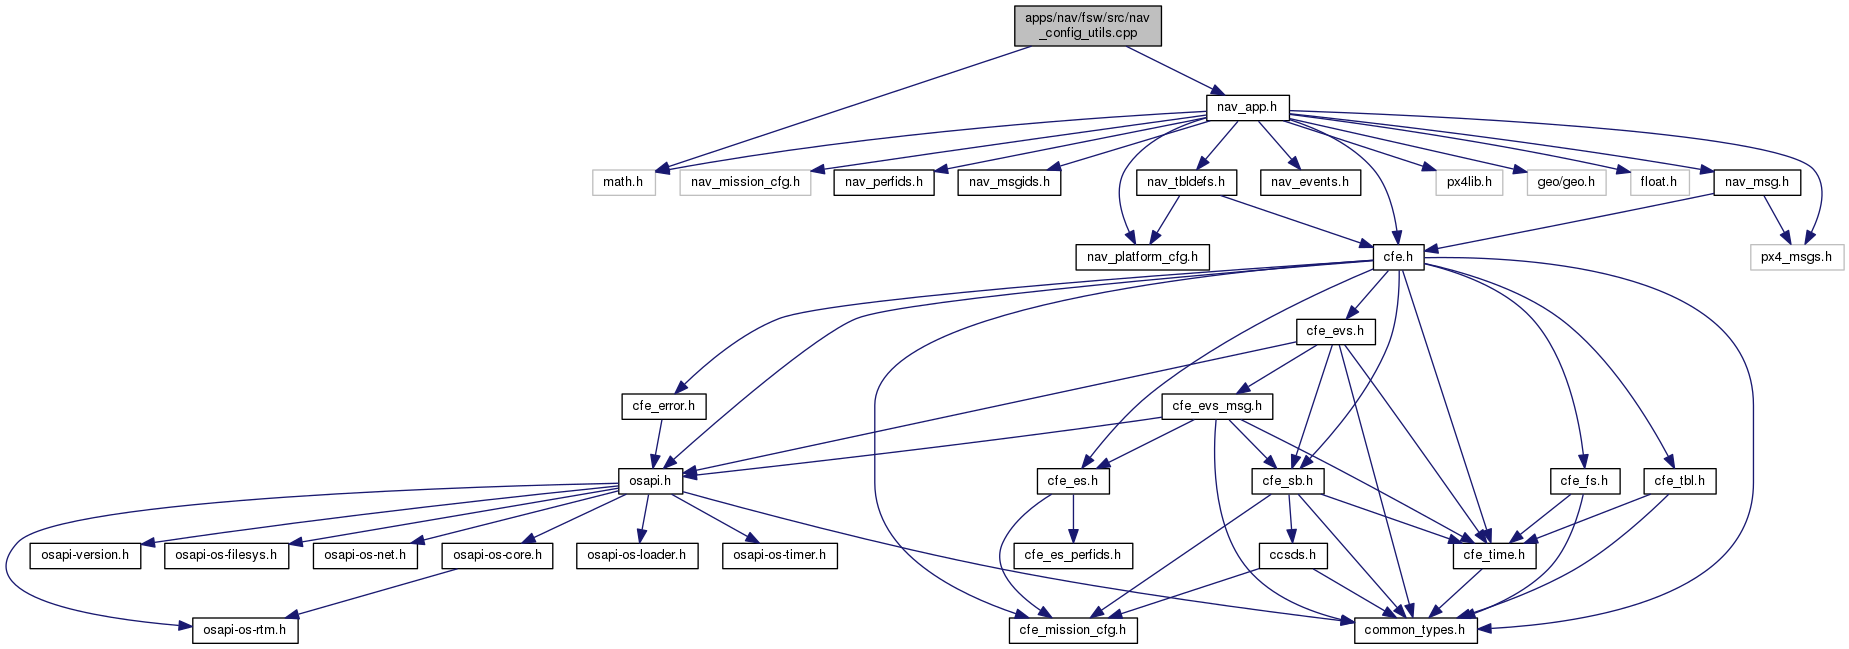 apps/nav/fsw/src/nav
_config_utils.cpp
nav_app.h
math.h
nav_mission_cfg.h
nav_perfids.h
nav_msgids.h
nav_tbldefs.h
nav_events.h
px4lib.h
geo/geo.h
float.h
nav_msg.h
nav_platform_cfg.h
cfe.h
px4_msgs.h
cfe_evs.h
cfe_error.h
cfe_evs_msg.h
osapi.h
cfe_es.h
cfe_sb.h
cfe_fs.h
cfe_tbl.h
osapi-version.h
osapi-os-filesys.h
osapi-os-net.h
osapi-os-core.h
osapi-os-loader.h
osapi-os-timer.h
cfe_es_perfids.h
ccsds.h
cfe_time.h
osapi-os-rtm.h
cfe_mission_cfg.h
common_types.h